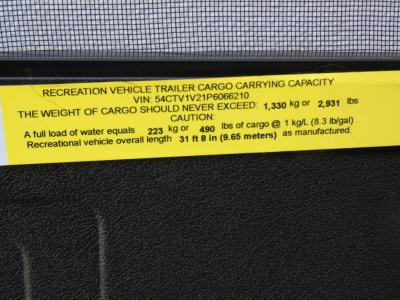 RECREATION VEHICLE TRAILER CARGO CARRYING CAPACITY
VIN: 54CTV1V21P6066210
THE WEIGHT OF CARGO SHOULD NEVER EXCEED: 1,330 kg or 2,931 lbs
CAUTION:
A full load of water equals 223 kg or 490 lbs of cargo @ 1 kg/L (8.3 lb/gal)
Recreational vehicle overall length 31 ft 8 in (9.65 meters) as manufactured.